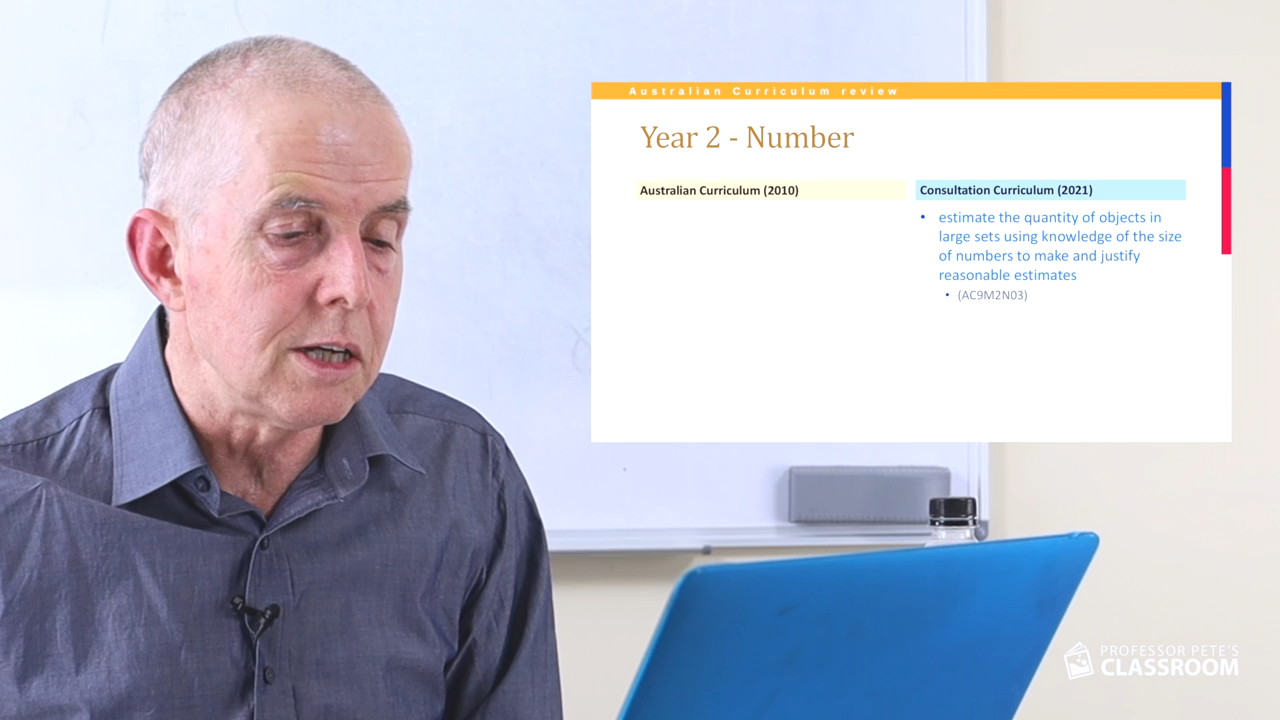 Australian Curriculum review
Year 2 - Number
Australian Curriculum (2010)
Consultation Curriculum (2021)
• estimate the quantity of objects in
large sets using knowledge of the size
of numbers to make and justify
reasonable estimates
• (AC9M2N03)
PROFESSOR PETE'S
CLASSROOM